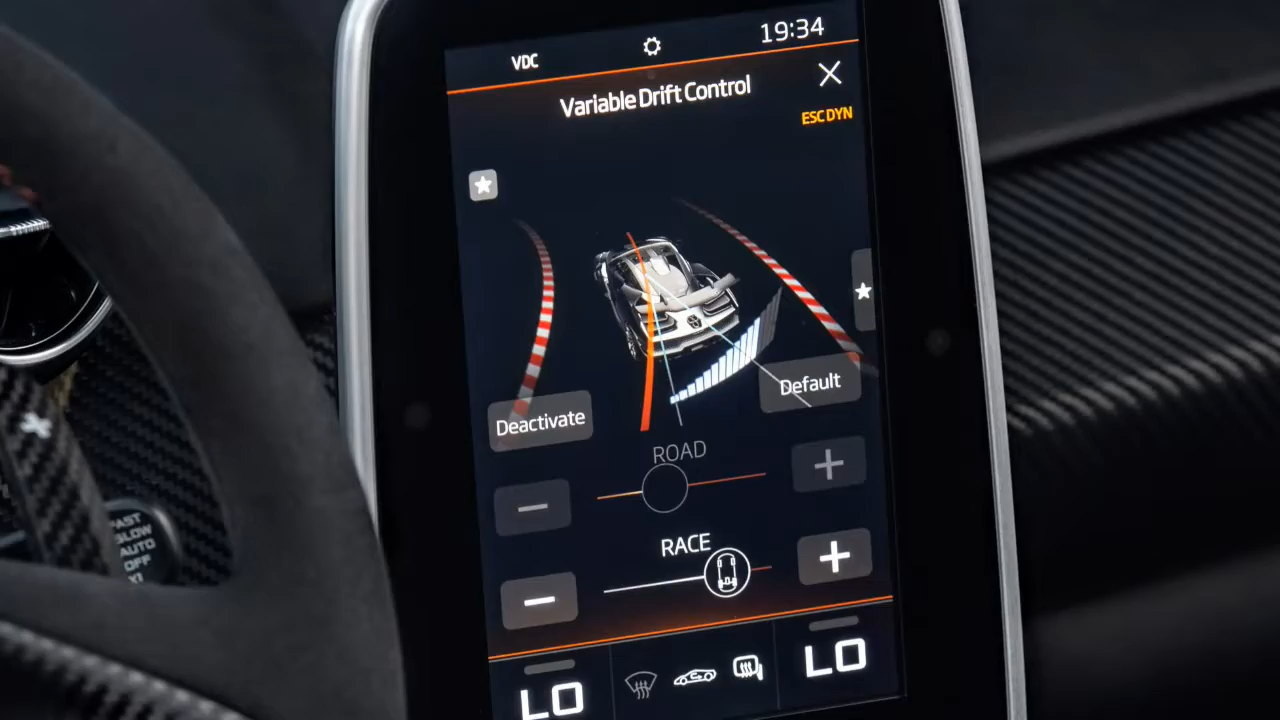 VDC
19:34
Variable Drift Control
ESC DYN
Deactivate
Default
ROAD
RACE
LO
LO
FAST
SLOW
AUTO
OFF